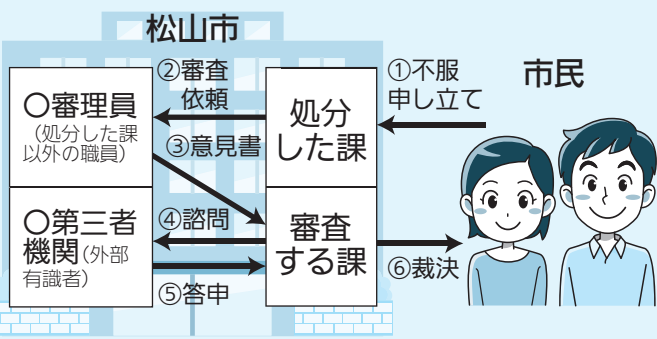 松山市
市民
①不服
申し立て
処分
した課
②審査
依頼
〇審理員
（処分した課
以外の職員）
③意見書
審査
する課
④諮問
〇第三者
機関（外部
有識者）
⑤答申
⑥裁決